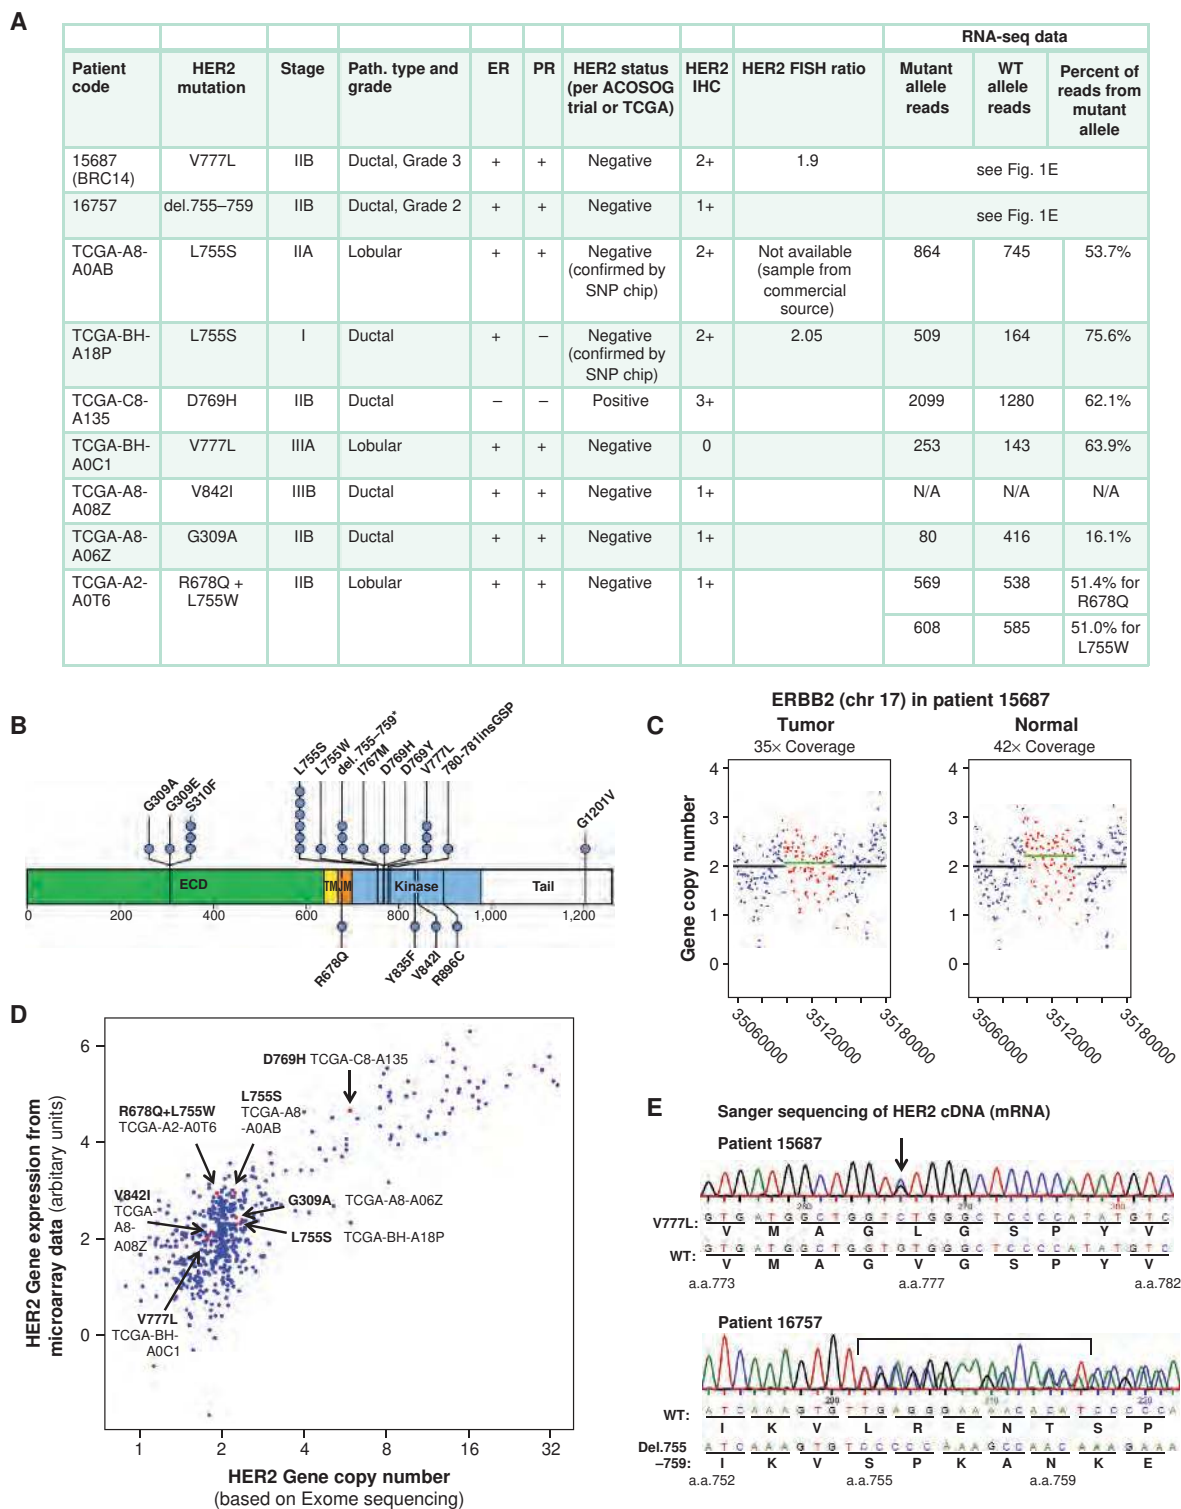 A
RNA-seq data
Patient code | HER2 mutation | Stage | Path. type and grade | ER | PR | HER2 status (per ACOSOG trial or TCGA) | HER2 IHC | HER2 FISH ratio | Mutant allele reads | WT allele reads | Percent of reads from mutant allele
15687 (BRC14) | V777L | IIB | Ductal, Grade 3 | + | + | Negative | 2+ | 1.9 | see Fig. 1E
16757 | del.755–759 | IIB | Ductal, Grade 2 | + | + | Negative | 1+ | see Fig. 1E
TCGA-A8-A0AB | L755S | IIA | Lobular | + | + | Negative (confirmed by SNP chip) | 2+ | Not available (sample from commercial source) | 864 | 745 | 53.7%
TCGA-BH-A18P | L755S | I | Ductal | + | – | Negative (confirmed by SNP chip) | 2+ | 2.05 | 509 | 164 | 75.6%
TCGA-C8-A135 | D769H | IIB | Ductal | – | – | Positive | 3+ | 2099 | 1280 | 62.1%
TCGA-BH-A0C1 | V777L | IIIA | Lobular | + | + | Negative | 0 | 253 | 143 | 63.9%
TCGA-A8-A08Z | V842I | IIIB | Ductal | + | + | Negative | 1+ | N/A | N/A | N/A
TCGA-A8-A06Z | G309A | IIB | Ductal | + | + | Negative | 1+ | 80 | 416 | 16.1%
TCGA-A2-A0T6 | R678Q + L755W | IIB | Lobular | + | + | Negative | 1+ | 569 | 538 | 51.4% for R678Q
608 | 585 | 51.0% for L755W
B
G309A G309E S310F L755S L755W del. 755–759* I767M D769H D769Y V777L 780-781insGSP G1201V
ECD TM JM Kinase Tail
0 200 400 600 800 1,000 1,200
R678Q Y835F V842I R896C
C
ERBB2 (chr 17) in patient 15687
Tumor
35× Coverage
Normal
42× Coverage
Gene copy number
4
3
2
1
0
4
3
2
1
0
35060000 35120000 35180000
35060000 35120000 35180000
D
HER2 Gene expression from microarray data (arbitary units)
6
4
2
0
D769H TCGA-C8-A135
L755S
TCGA-A8-
-A0AB
R678Q+L755W
TCGA-A2-A0T6
V842I
TCGA-
A8-
A08Z
G309A TCGA-A8-A06Z
L755S TCGA-BH-A18P
V777L
TCGA-BH-
A0C1
1 2 4 8 16 32
HER2 Gene copy number
(based on Exome sequencing)
E
Sanger sequencing of HER2 cDNA (mRNA)
Patient 15687
260 270 300
V777L: G T G A T G G C T G G T C T G G G C T C C C C A T A T G T C
V M A G L G S P Y V
WT: G T G A T G G C T G G T G T G G G C T C C C C A T A T G T C
V M A G V G S P Y V
a.a.773 a.a.777 a.a.782
Patient 16757
200 210 220
WT: A T C A A A G T G T T G A G G G A A A A C A C A T C C C C C A
I K V L R E N T S P
Del.755 –759: A T C A A A G T G T C C C C C A A A G C C A A C A A A G A A
I K V S P K A N K E
a.a.752 a.a.755 a.a.759